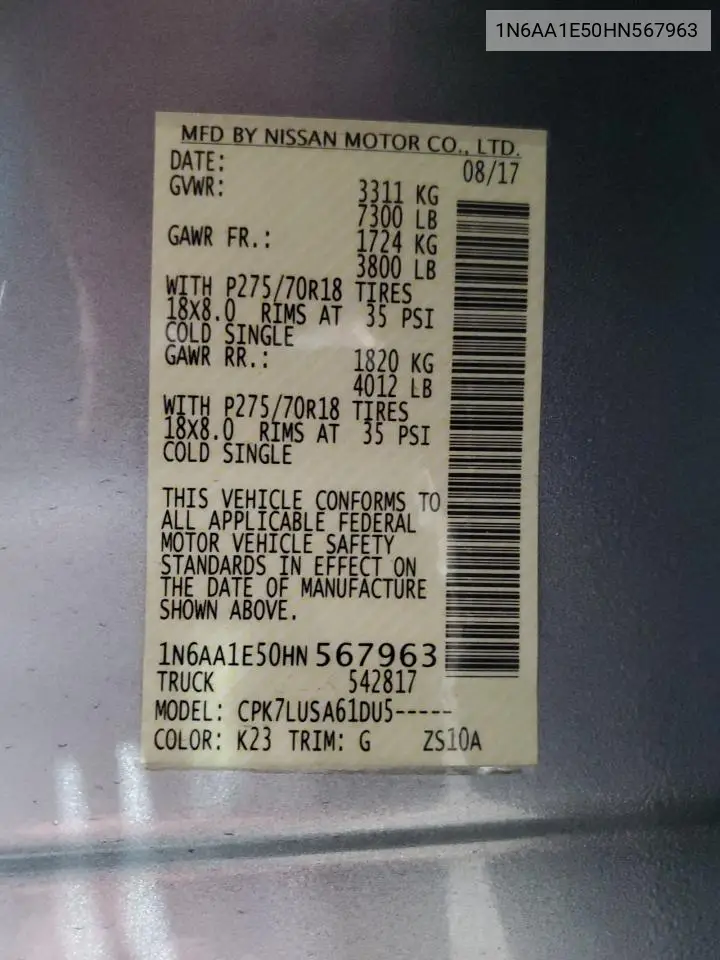 1N6AA1E50HN567963
MFD BY NISSAN MOTOR CO., LTD.
DATE: 08/17
GVWR: 3311 KG
7300 LB
GAWR FR.: 1724 KG
3800 LB
WITH P275/70R18 TIRES
18X8.0 RIMS AT 35 PSI
COLD SINGLE
GAWR RR.: 1820 KG
4012 LB
WITH P275/70R18 TIRES
18X8.0 RIMS AT 35 PSI
COLD SINGLE
THIS VEHICLE CONFORMS TO
ALL APPLICABLE FEDERAL
MOTOR VEHICLE SAFETY
STANDARDS IN EFFECT ON
THE DATE OF MANUFACTURE
SHOWN ABOVE.
1N6AA1E50HN 567963
TRUCK 542817
MODEL: CPK7LUSA61DU5-----
COLOR: K23 TRIM: G ZS10A